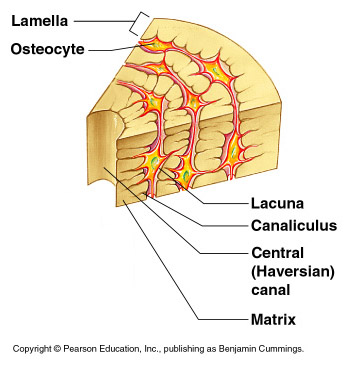 Lamella
Osteocyte
Lacuna
Canaliculus
Central
(Haversian)
canal
Matrix
Copyright © Pearson Education, Inc., publishing as Benjamin Cummings.